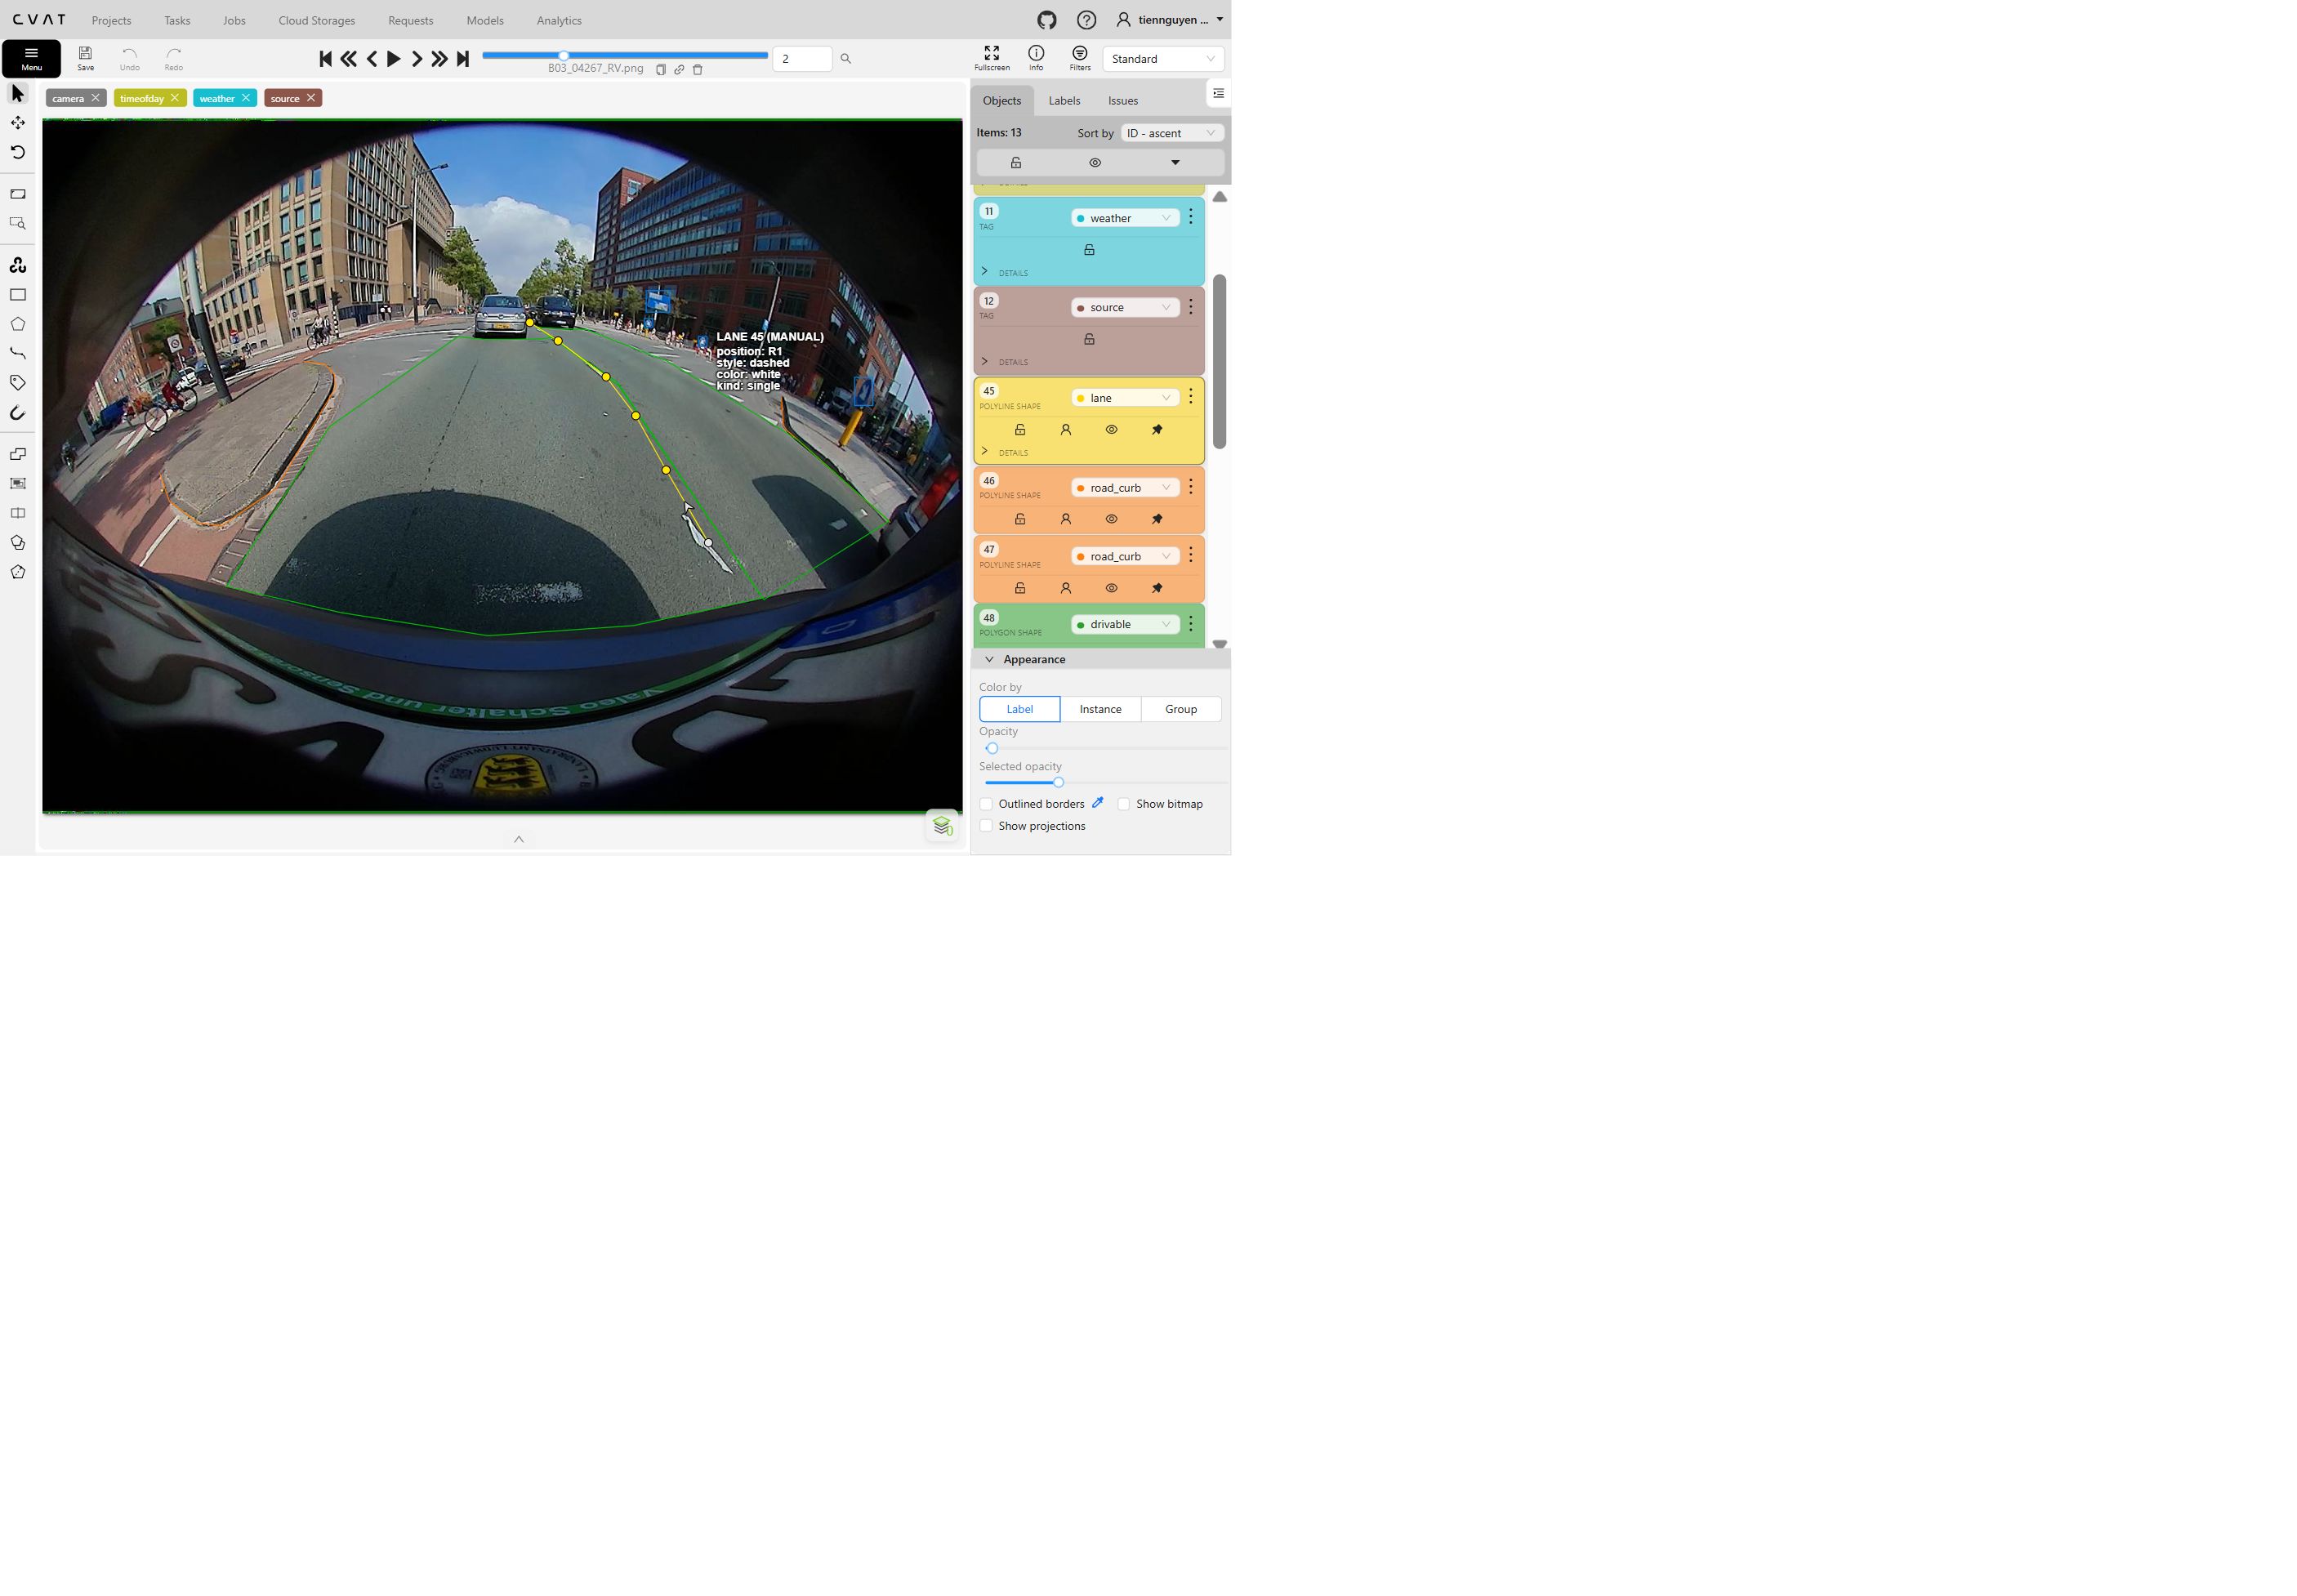 CVAT Projects Tasks Jobs Cloud Storages Requests Models Analytics tiennguyen ...
Menu Save Undo Redo B03_04267_RV.png 2 Fullscreen Info Filters Standard
camera timeofday weather source
Objects Labels Issues
Items: 13 Sort by ID - ascent
11 weather
TAG
DETAILS
12 source
TAG
DETAILS
LANE 45 (MANUAL)
position: R1
style: dashed
color: white
kind: single
45 lane
POLYLINE SHAPE
DETAILS
46 road_curb
POLYLINE SHAPE
47 road_curb
POLYLINE SHAPE
48 drivable
POLYGON SHAPE
Valeo Schalter und Sens
Appearance
Color by
Label Instance Group
Opacity
Selected opacity
Outlined borders Show bitmap
Show projections